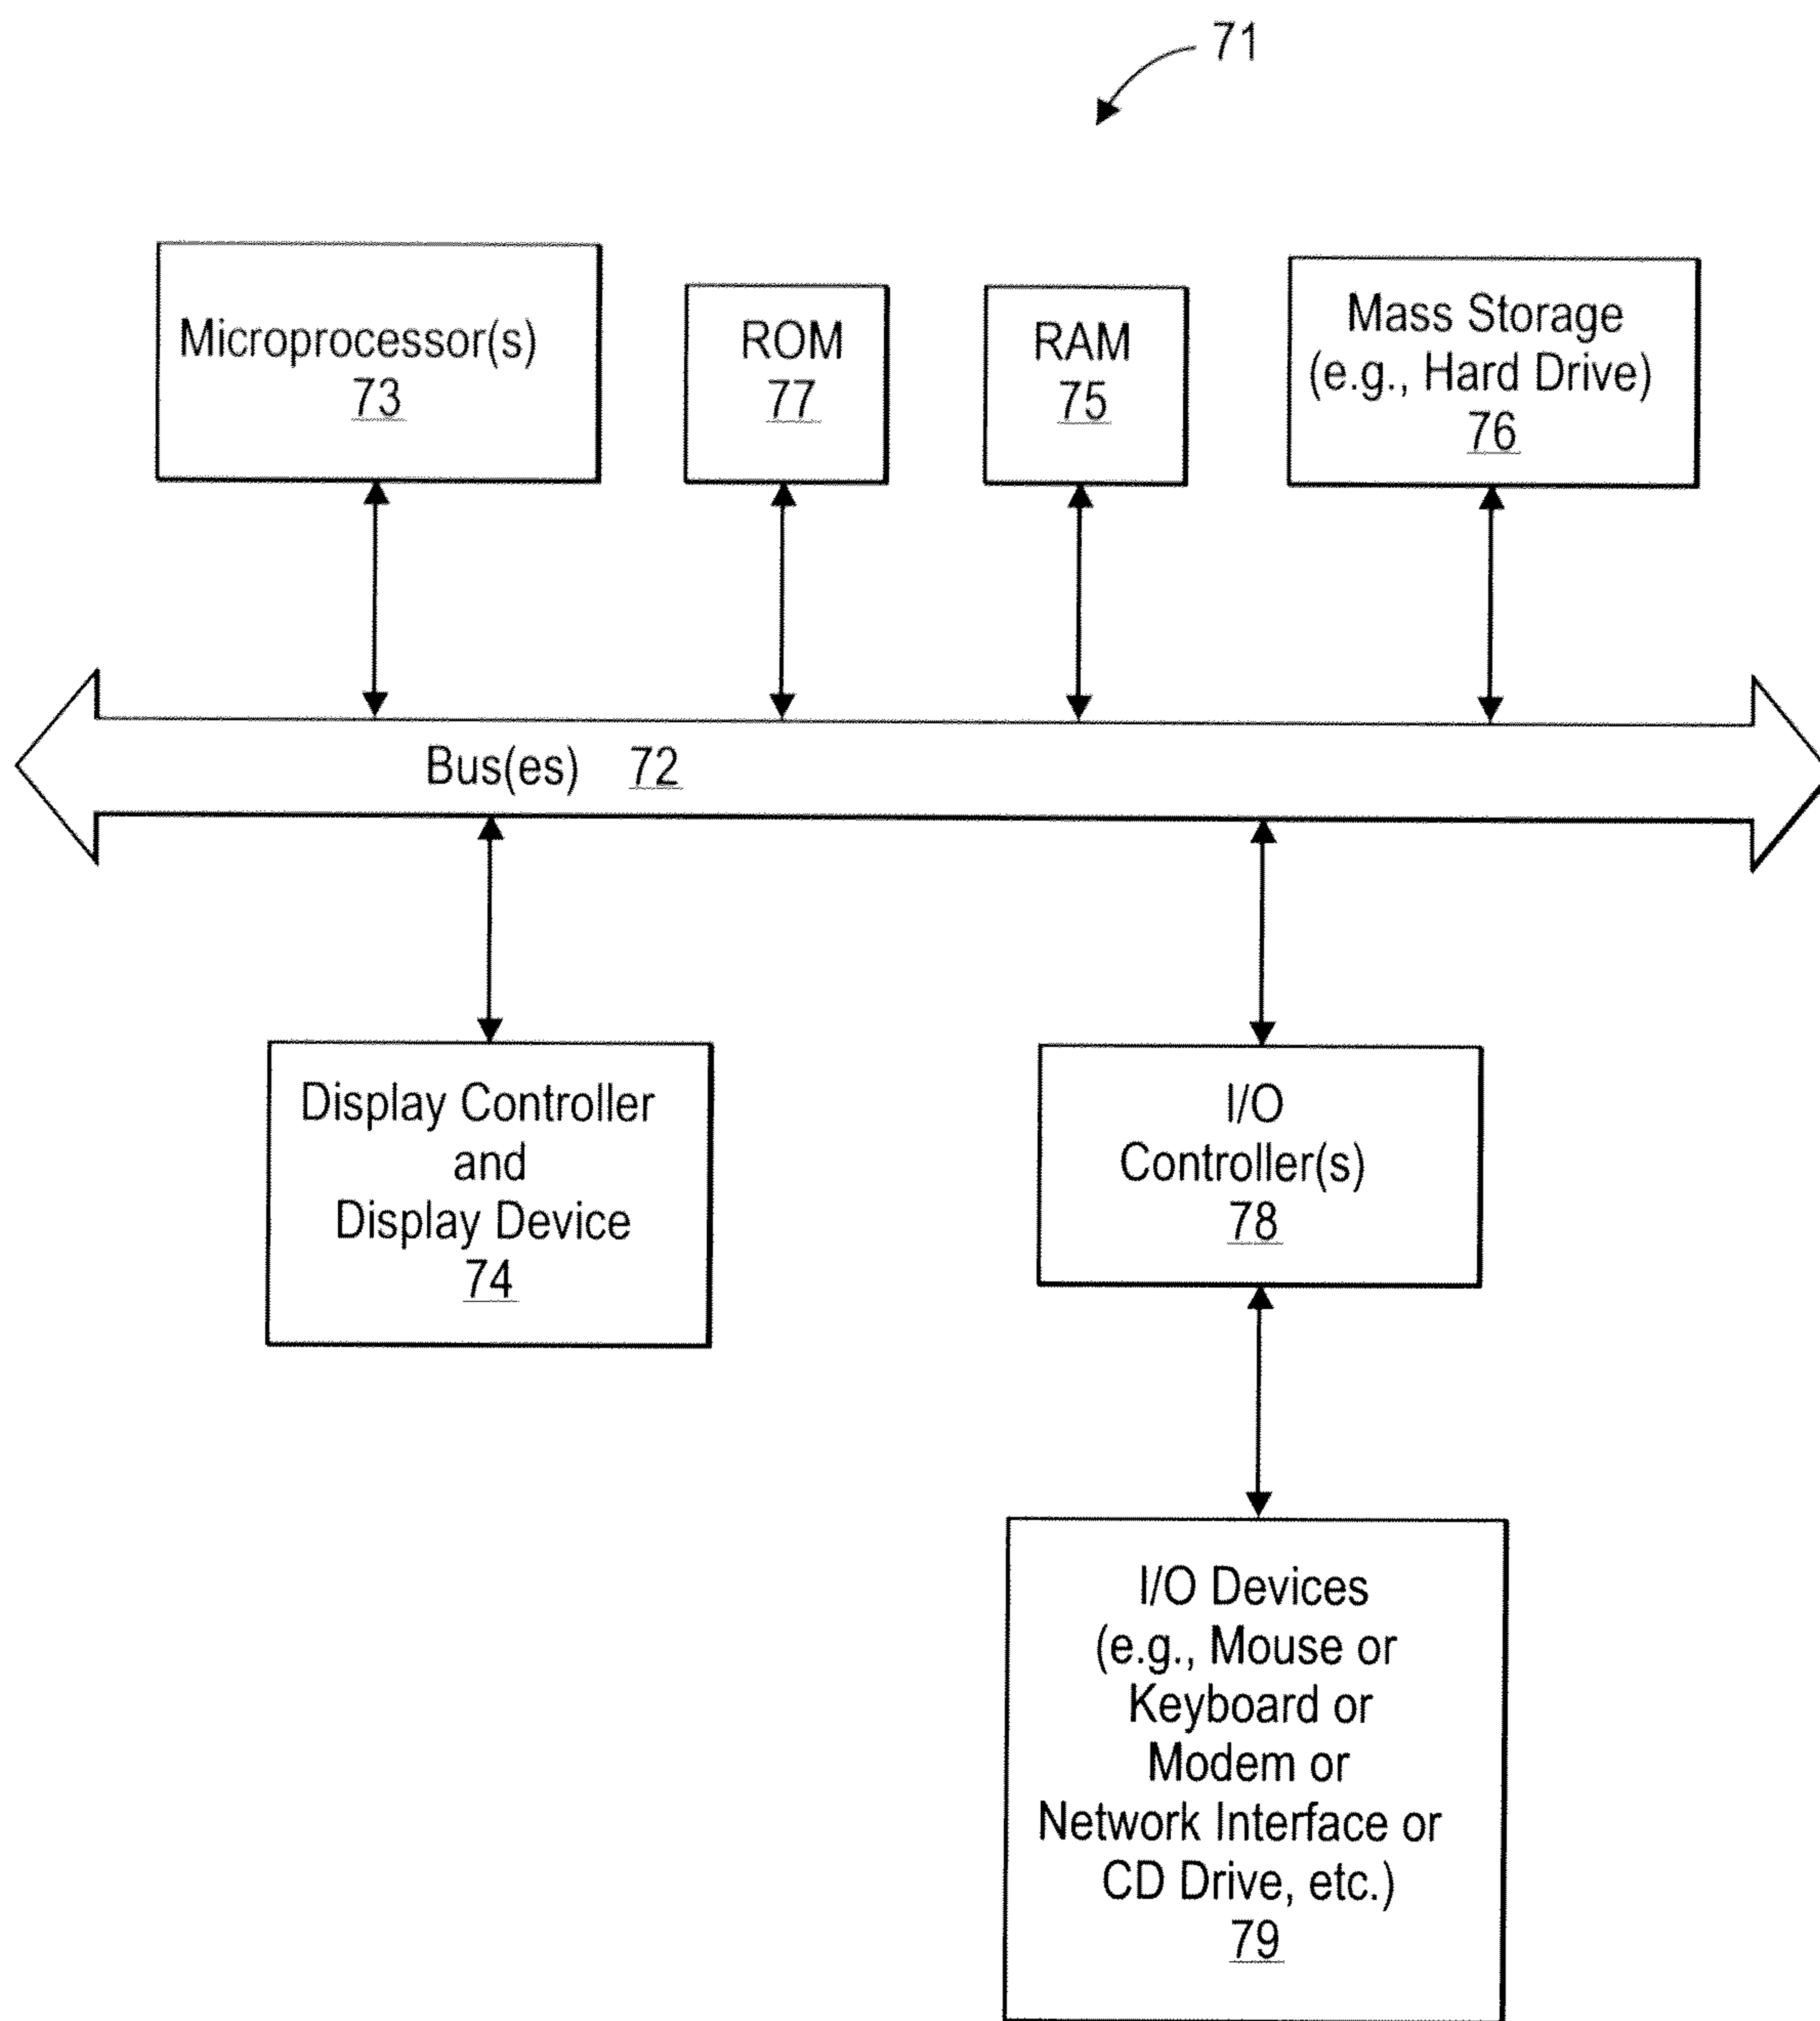 71
Microprocessor(s)
73
ROM
77
RAM
75
Mass Storage
(e.g., Hard Drive)
76
Bus(es) 72
Display Controller
and
Display Device
74
I/O
Controller(s)
78
I/O Devices
(e.g., Mouse or
Keyboard or
Modem or
Network Interface or
CD Drive, etc.)
79